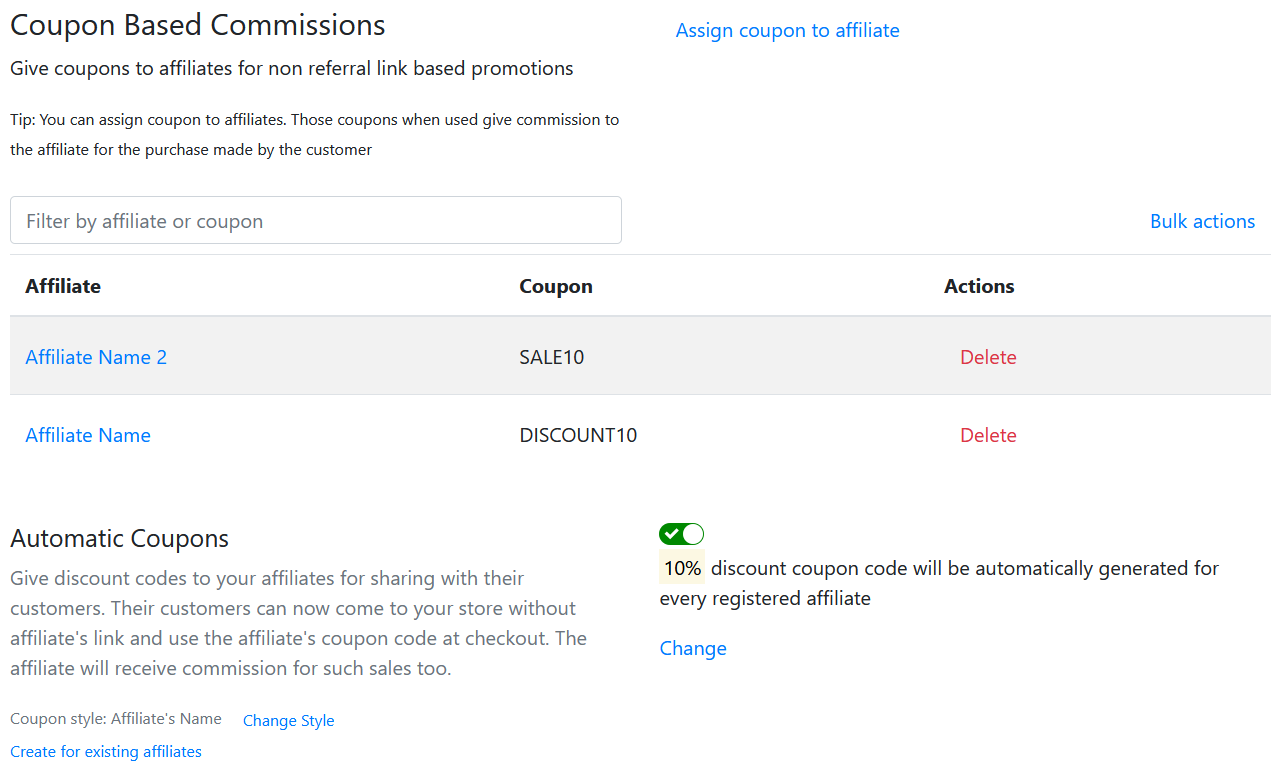 Coupon Based Commissions
Assign coupon to affiliate
Give coupons to affiliates for non referral link based promotions
Tip: You can assign coupon to affiliates. Those coupons when used give commission to
the affiliate for the purchase made by the customer
Filter by affiliate or coupon
Bulk actions
Affiliate Coupon Actions
Affiliate Name 2 SALE10 Delete
Affiliate Name DISCOUNT10 Delete
Automatic Coupons
Give discount codes to your affiliates for sharing with their
customers. Their customers can now come to your store without
affiliate's link and use the affiliate's coupon code at checkout. The
affiliate will receive commission for such sales too.
Coupon style: Affiliate's Name Change Style
Create for existing affiliates
10% discount coupon code will be automatically generated for
every registered affiliate
Change